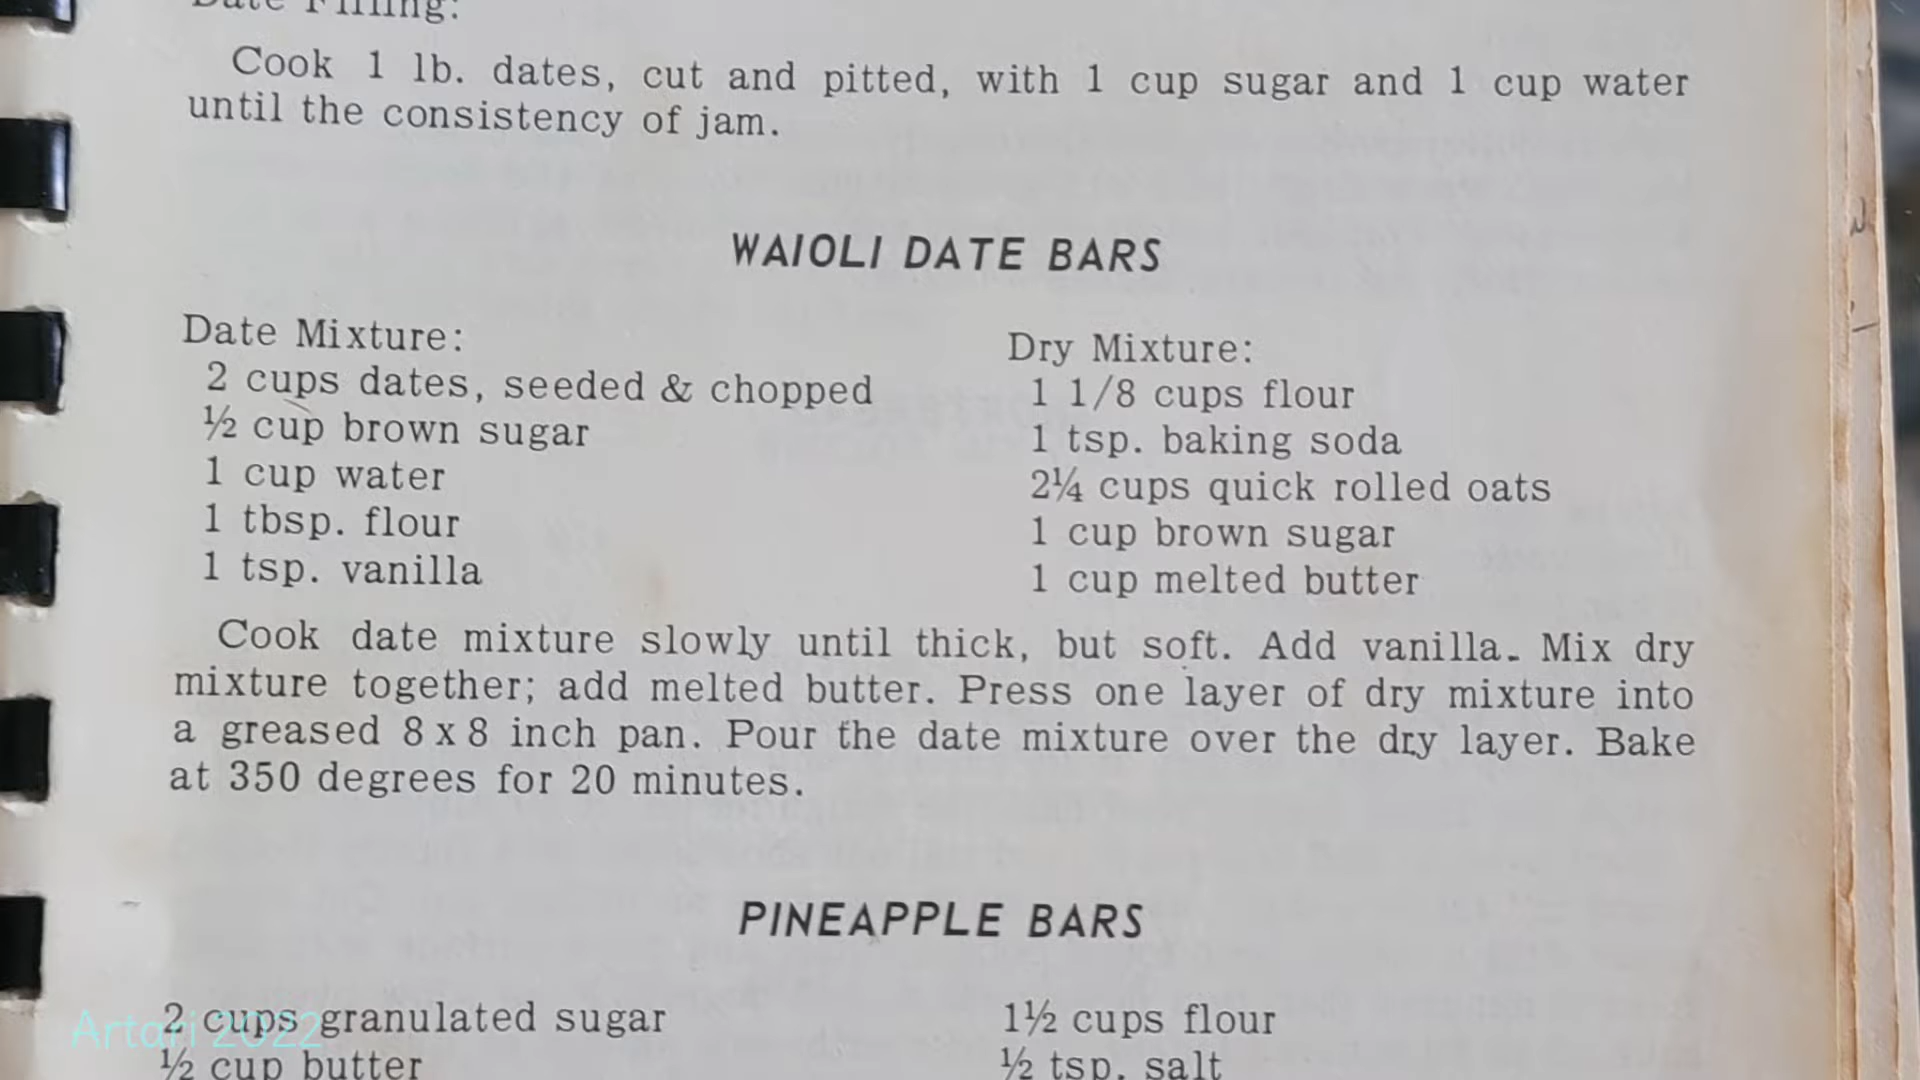 Date Filling:
Cook 1 lb. dates, cut and pitted, with 1 cup sugar and 1 cup water
until the consistency of jam.
WAIOLI DATE BARS
Date Mixture:
2 cups dates, seeded & chopped
½ cup brown sugar
1 cup water
1 tbsp. flour
1 tsp. vanilla
Dry Mixture:
1 1/8 cups flour
1 tsp. baking soda
2¼ cups quick rolled oats
1 cup brown sugar
1 cup melted butter
Cook date mixture slowly until thick, but soft. Add vanilla. Mix dry
mixture together; add melted butter. Press one layer of dry mixture into
a greased 8 x 8 inch pan. Pour the date mixture over the dry layer. Bake
at 350 degrees for 20 minutes.
PINEAPPLE BARS
2 cups granulated sugar
½ cup butter
1½ cups flour
½ tsp. salt
Artari 2022